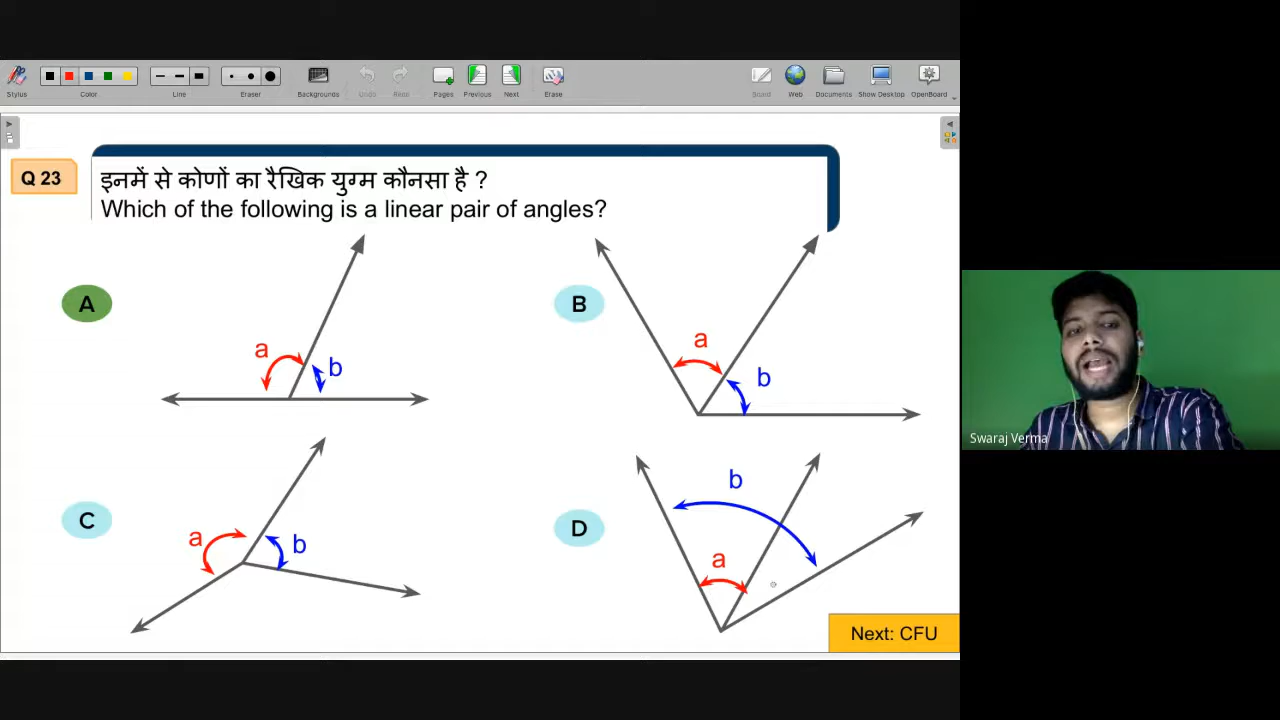 Stylus
Color
Line
Eraser
Backgrounds
Undo
Redo
Pages
Previous
Next
Erase
Board
Web
Documents
Show Desktop
OpenBoard
Q 23
इनमें से कोणों का रैखिक युग्म कौनसा है ?
Which of the following is a linear pair of angles?
A
a
b
B
a
b
C
a
b
D
b
a
Swaraj Verma
Next: CFU